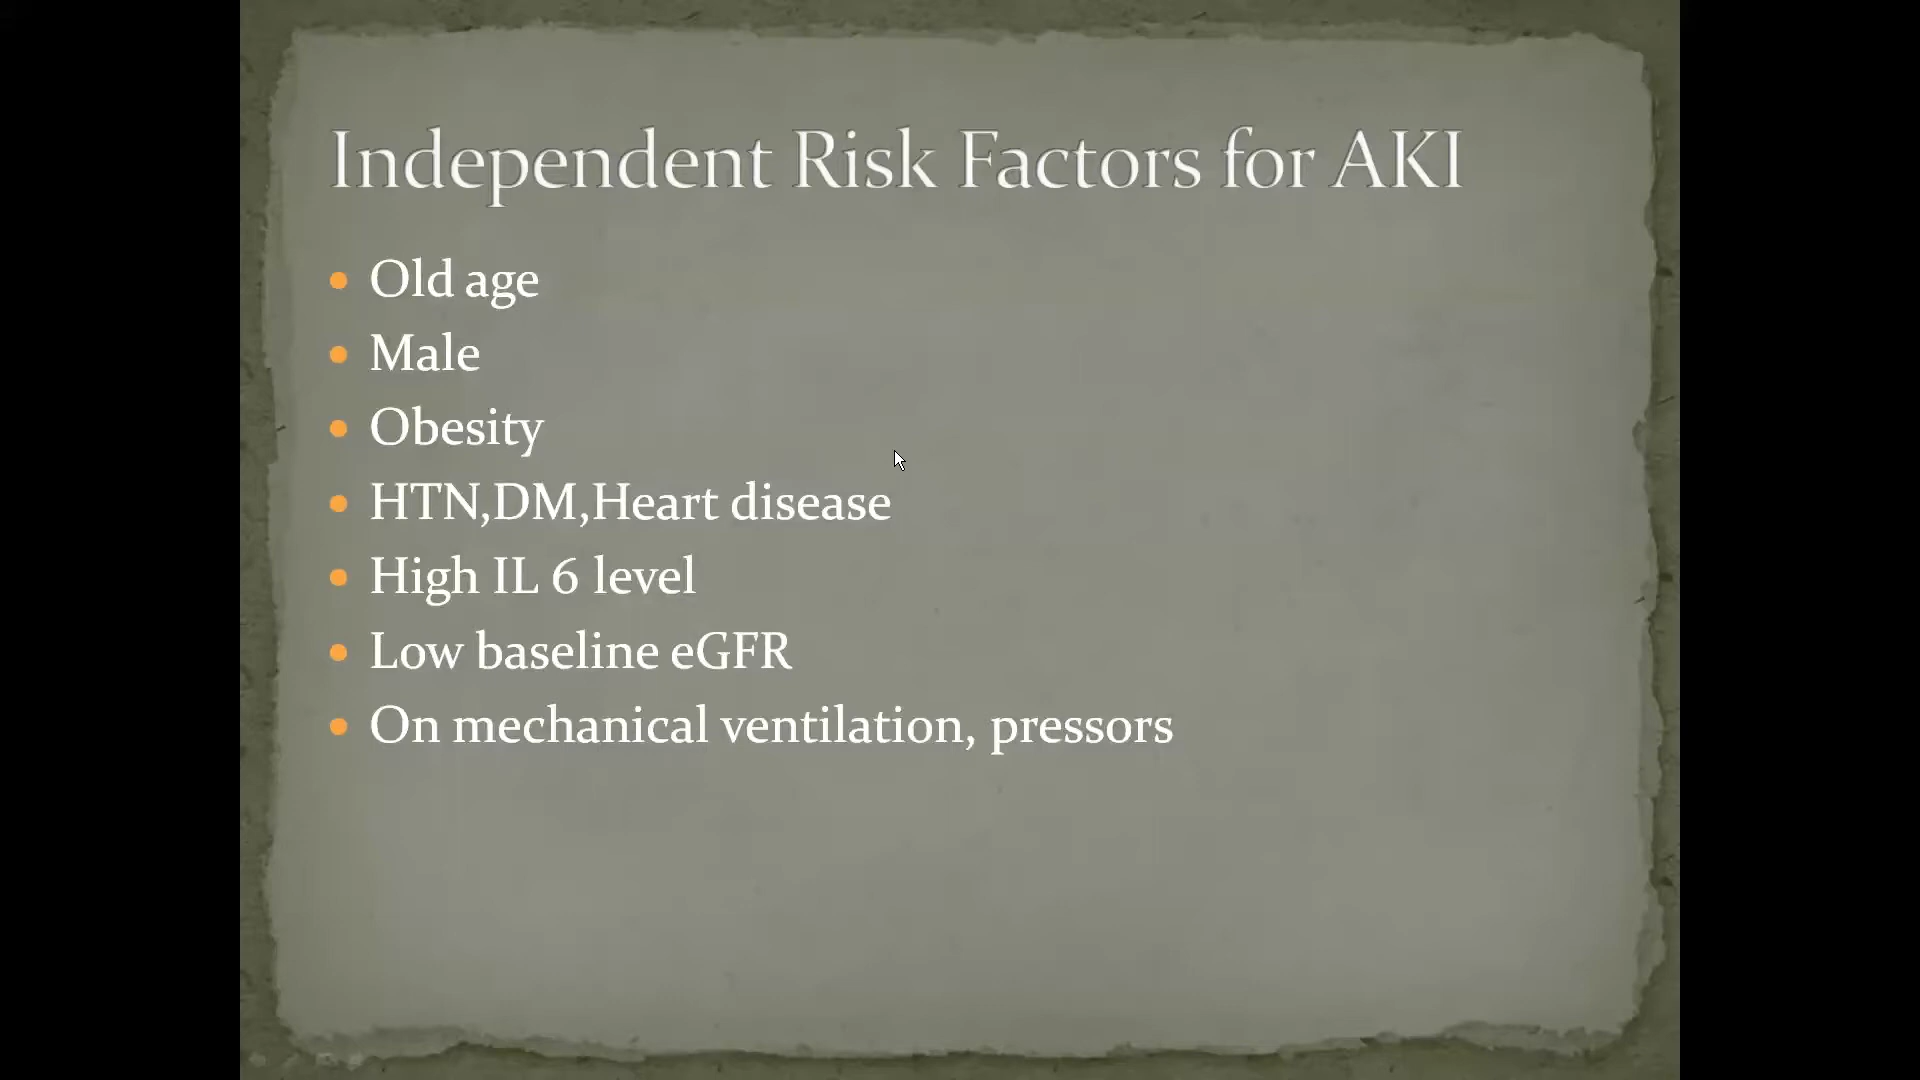 Independent Risk Factors for AKI
Old age
Male
Obesity
HTN,DM,Heart disease
High IL 6 level
Low baseline eGFR
On mechanical ventilation, pressors